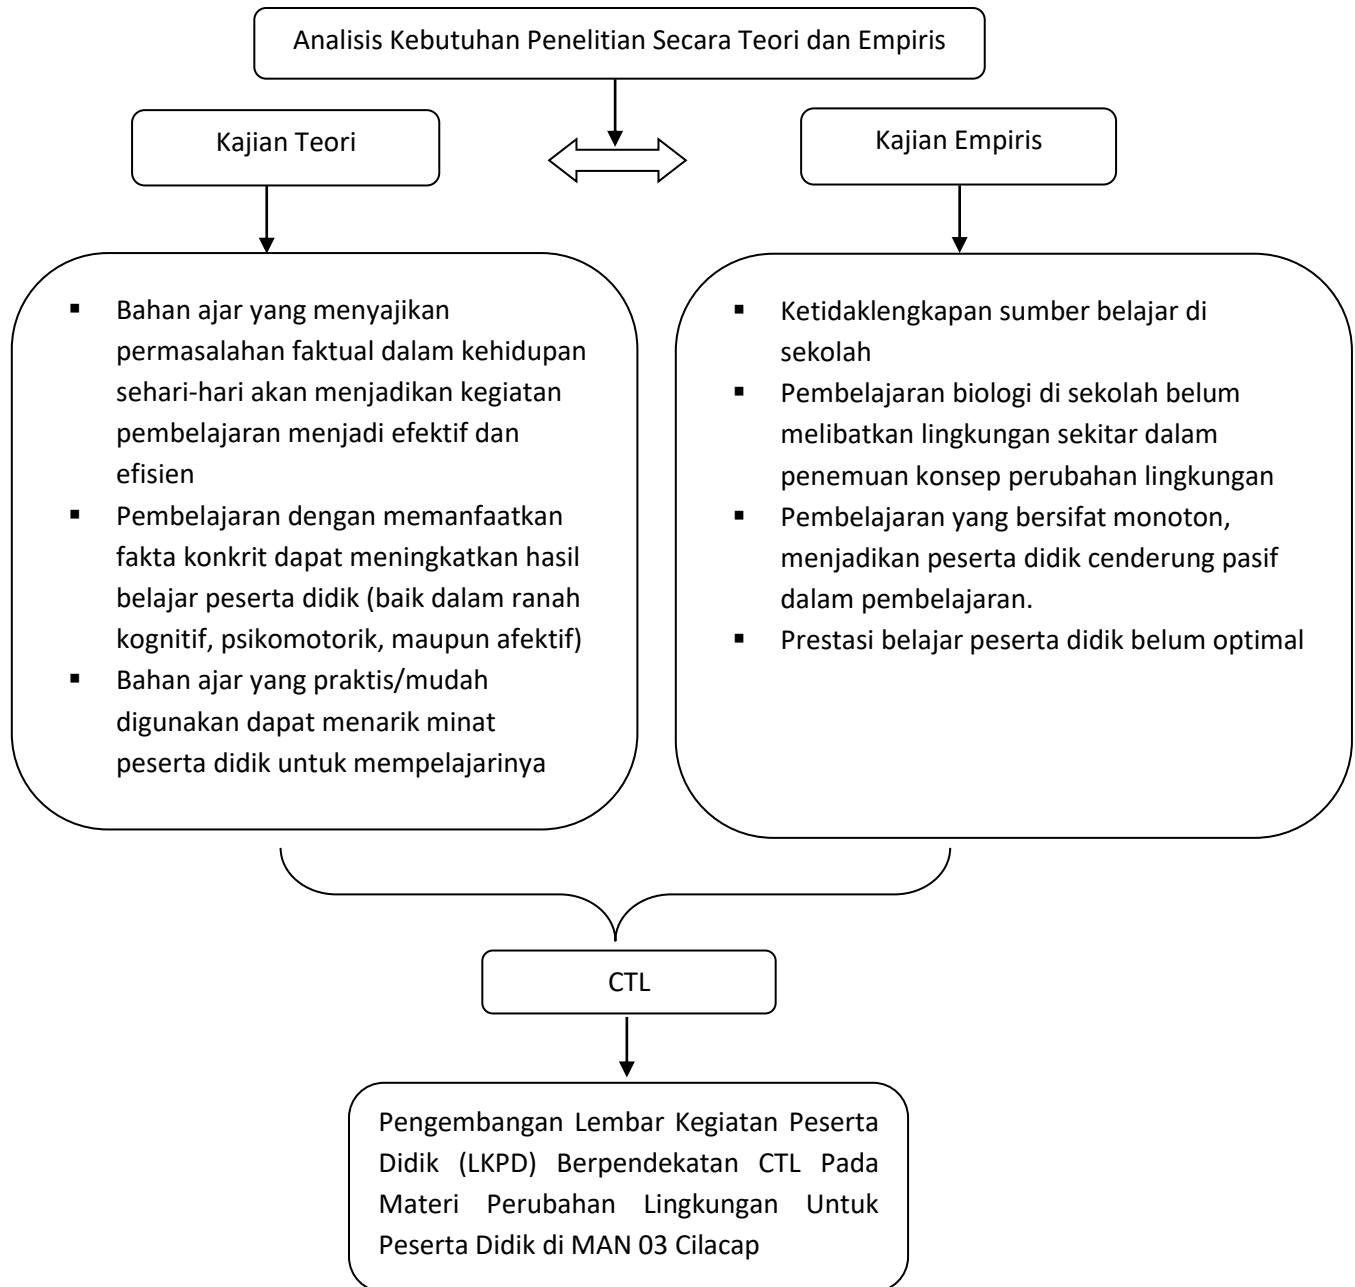 Analisis Kebutuhan Penelitian Secara Teori dan Empiris
Kajian Teori
Kajian Empiris
▪ Bahan ajar yang menyajikan
permasalahan faktual dalam kehidupan
sehari-hari akan menjadikan kegiatan
pembelajaran menjadi efektif dan
efisien
▪ Pembelajaran dengan memanfaatkan
fakta konkrit dapat meningkatkan hasil
belajar peserta didik (baik dalam ranah
kognitif, psikomotorik, maupun afektif)
▪ Bahan ajar yang praktis/mudah
digunakan dapat menarik minat
peserta didik untuk mempelajarinya
▪ Ketidaklengkapan sumber belajar di
sekolah
▪ Pembelajaran biologi di sekolah belum
melibatkan lingkungan sekitar dalam
penemuan konsep perubahan lingkungan
▪ Pembelajaran yang bersifat monoton,
menjadikan peserta didik cenderung pasif
dalam pembelajaran.
▪ Prestasi belajar peserta didik belum optimal
CTL
Pengembangan Lembar Kegiatan Peserta
Didik (LKPD) Berpendekatan CTL Pada
Materi Perubahan Lingkungan Untuk
Peserta Didik di MAN 03 Cilacap